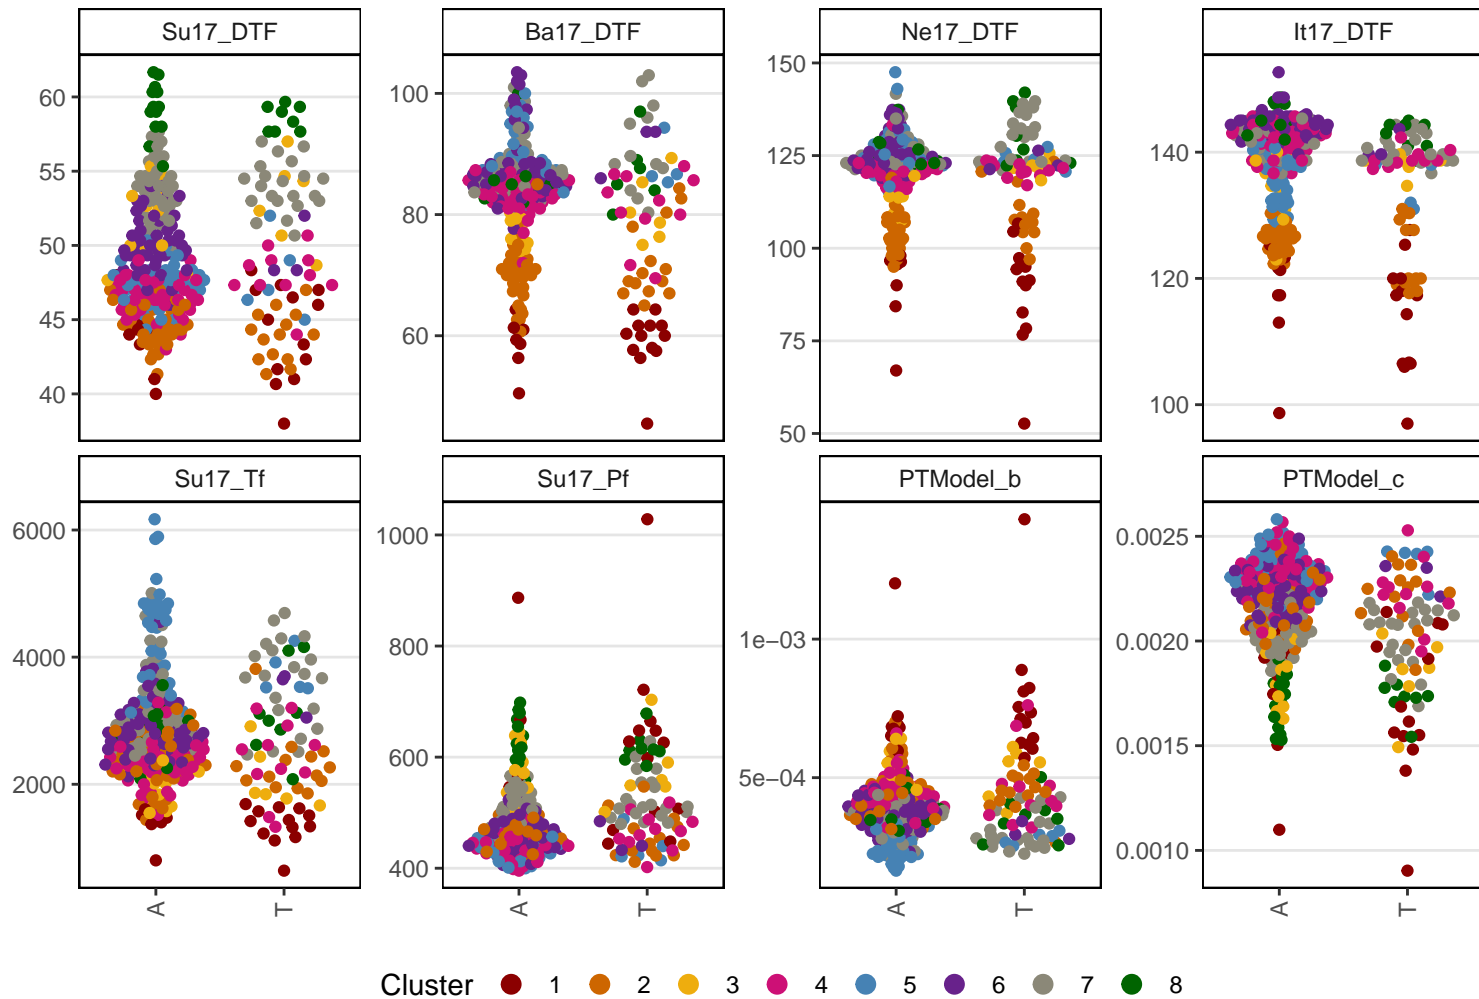 Su17_DTF Ba17_DTF Ne17_DTF It17_DTF
60 55 50 45 40
100 80 60
150 125 100 75 50
140 120 100
Su17_Tf Su17_Pf PTModel_b PTModel_c
6000 4000 2000
1000 800 600 400
1e−03 5e−04
0.0025 0.0020 0.0015 0.0010
A T A T A T A T
Cluster 1 2 3 4 5 6 7 8